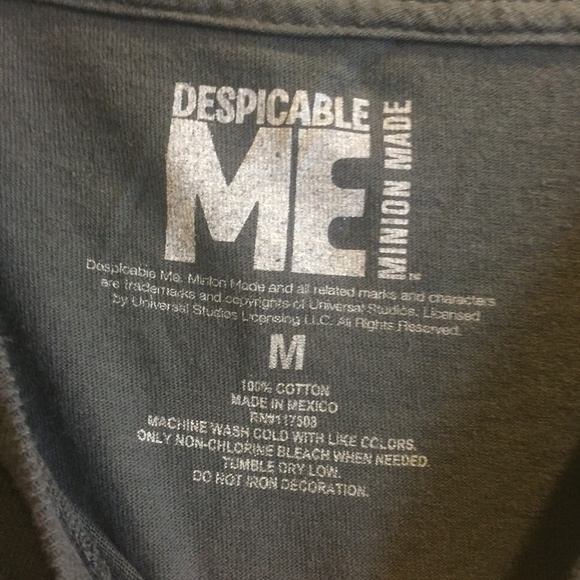 DESPICABLE
ME
MINION MADE
™
Despicable Me, Minion Made and all related marks and characters
are trademarks and copyrights of Universal Studios. Licensed
by Universal Studios Licensing LLC. All Rights Reserved.
M
100% COTTON
MADE IN MEXICO
RN#117508
MACHINE WASH COLD WITH LIKE COLORS.
ONLY NON-CHLORINE BLEACH WHEN NEEDED.
TUMBLE DRY LOW.
DO NOT IRON DECORATION.